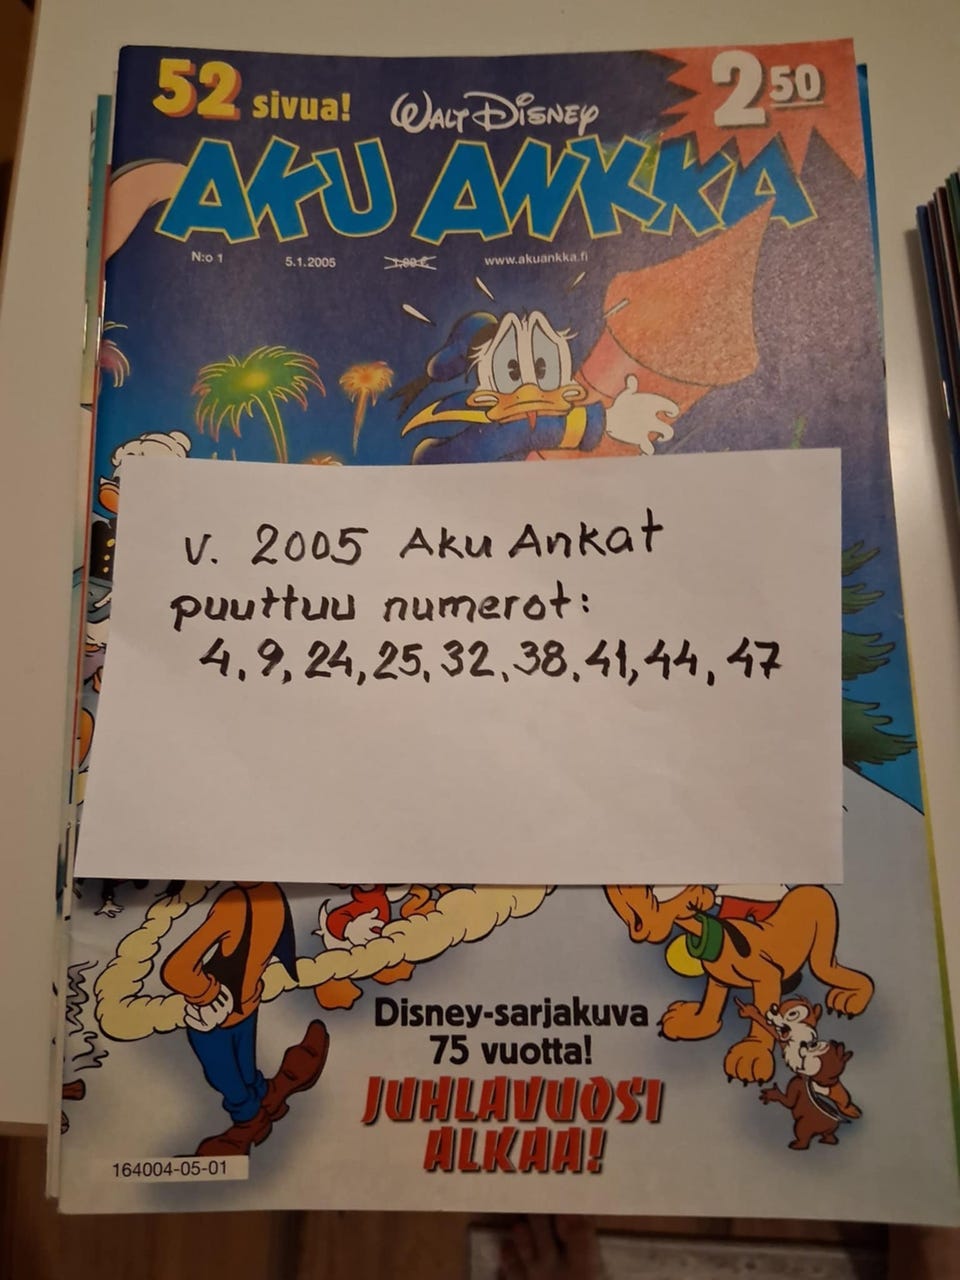 52 sivua!
2 50
WALT DISNEY
AKU ANKKA
N:o 1 5.1.2005 1,90 € www.akuankka.fi
v. 2005 Aku Ankat
puuttuu numerot:
4, 9, 24, 25, 32, 38, 41, 44, 47
Disney-sarjakuva
75 vuotta!
JUHLAVUOSI
ALKAA!
164004-05-01